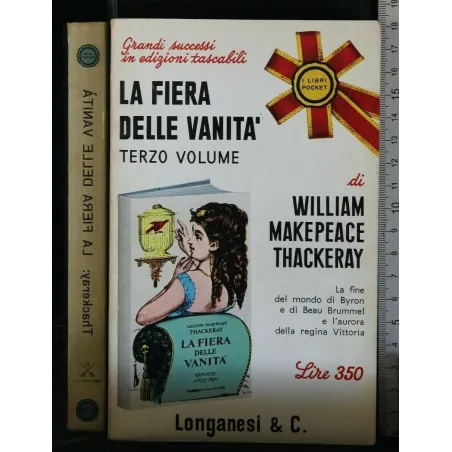 Thackeray: LA FIERA DELLE VANITÀ
Grandi successi
in edizioni tascabili
I LIBRI
POCKET
LA FIERA
DELLE VANITA'
TERZO VOLUME
di
WILLIAM
MAKEPEACE
THACKERAY
La fine
del mondo di Byron
e di Beau Brummel
e l'aurora
della regina Vittoria
WILLIAM MAKEPEACE
THACKERAY
LA FIERA
DELLE
VANITÀ
Lire 350
Longanesi & C.